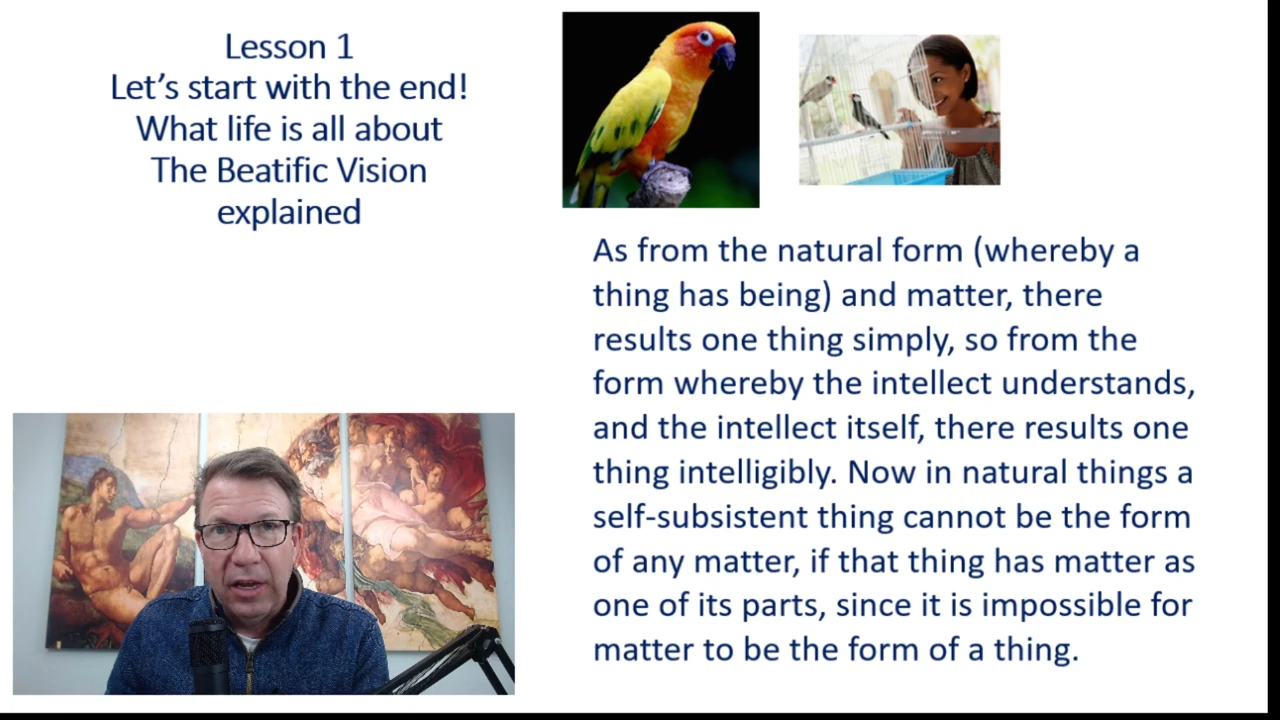 Lesson 1
Let’s start with the end!
What life is all about
The Beatific Vision
explained
As from the natural form (whereby a
thing has being) and matter, there
results one thing simply, so from the
form whereby the intellect understands,
and the intellect itself, there results one
thing intelligibly. Now in natural things a
self-subsistent thing cannot be the form
of any matter, if that thing has matter as
one of its parts, since it is impossible for
matter to be the form of a thing.